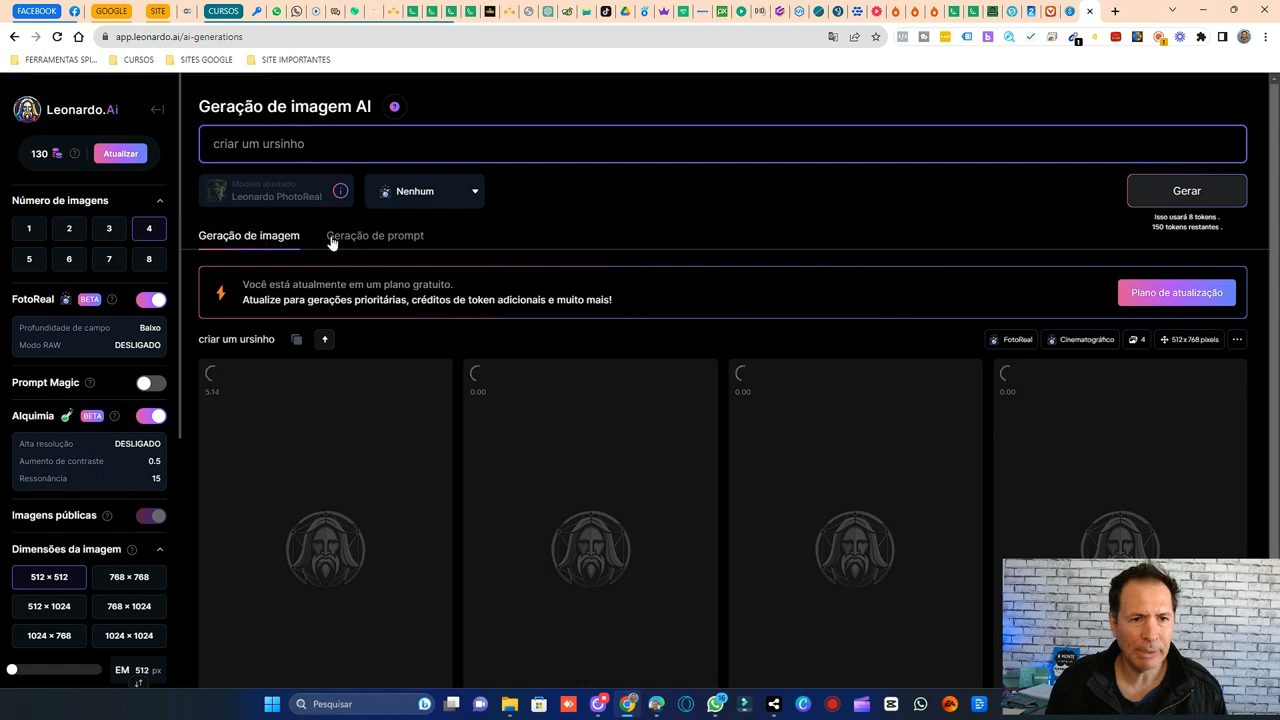 FACEBOOK
GOOGLE
SITE
CURSOS
app.leonardo.ai/ai-generations
FERRAMENTAS SPI...
CURSOS
SITES GOOGLE
SITE IMPORTANTES
Leonardo.Ai
130
Atualizar
Número de imagens
1 2 3 4
5 6 7 8
FotoReal BETA
Profundidade de campo Baixo
Modo RAW DESLIGADO
Prompt Magic
Alquimia BETA
Alta resolução DESLIGADO
Aumento de contraste 0.5
Ressonância 15
Imagens públicas
Dimensões da imagem
512 × 512 768 × 768
512 × 1024 768 × 1024
1024 × 768 1024 × 1024
EM 512 px
Geração de imagem AI
criar um ursinho
Modelo ajustado
Leonardo PhotoReal
Nenhum
Gerar
Isso usará 8 tokens .
150 tokens restantes .
Geração de imagem
Geração de prompt
Você está atualmente em um plano gratuito.
Atualize para gerações prioritárias, créditos de token adicionais e muito mais!
Plano de atualização
criar um ursinho
FotoReal
Cinematográfico
4
512 x 768 pixels
5.14
0.00
0.00
0.00
Pesquisar
16